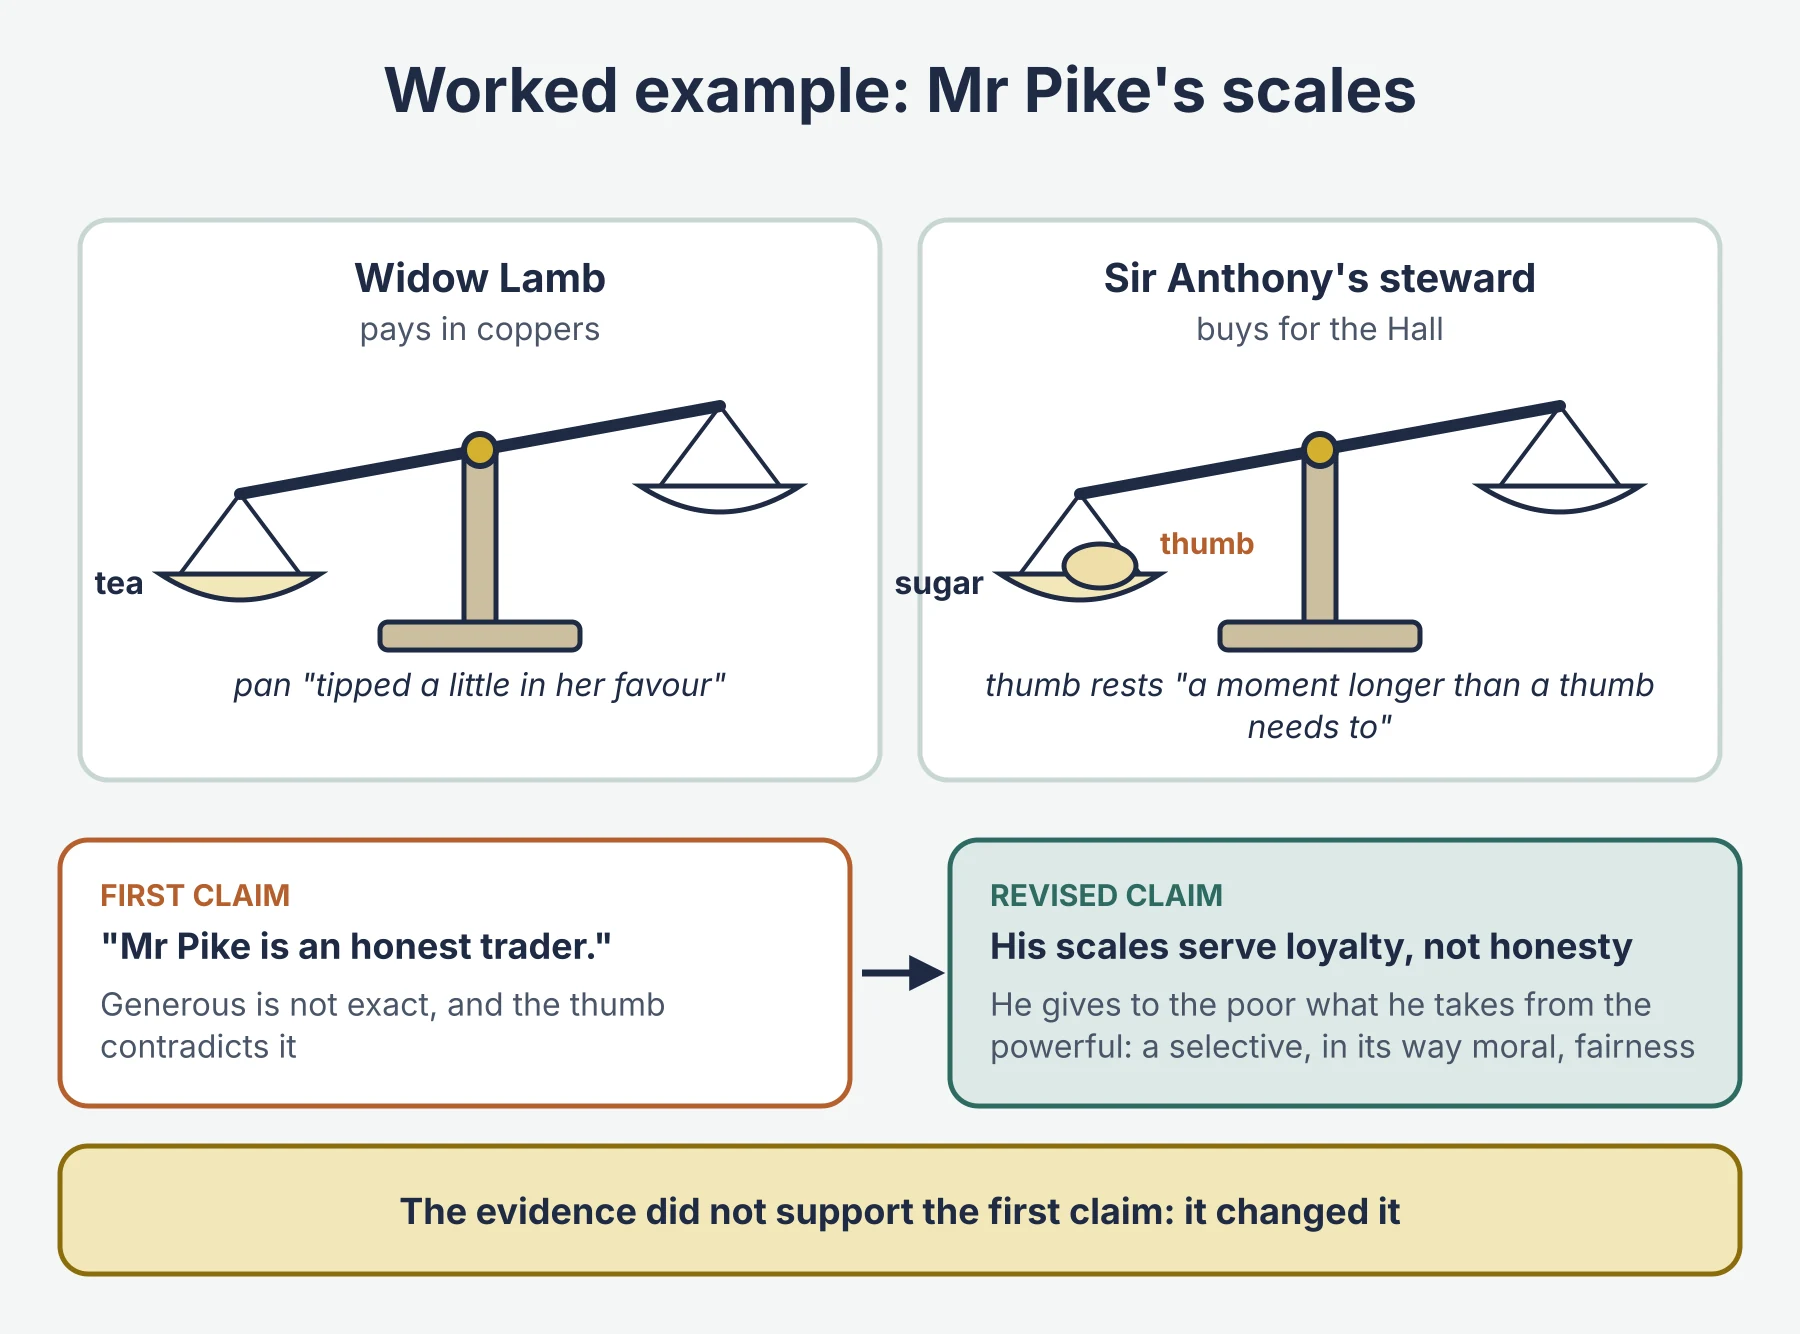 Worked example: Mr Pike's scales
Widow Lamb
pays in coppers
tea
pan "tipped a little in her favour"
Sir Anthony's steward
buys for the Hall
thumb
sugar
thumb rests "a moment longer than a thumb
needs to"
FIRST CLAIM
"Mr Pike is an honest trader."
Generous is not exact, and the thumb
contradicts it
REVISED CLAIM
His scales serve loyalty, not honesty
He gives to the poor what he takes from the
powerful: a selective, in its way moral, fairness
The evidence did not support the first claim: it changed it